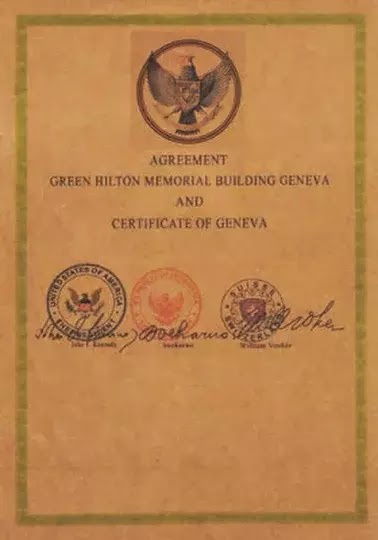 AGREEMENT
GREEN HILTON MEMORIAL BUILDING GENEVA
AND
CERTIFICATE OF GENEVA
UNITED STATES OF AMERICA
SUISSE
John F. Kennedy
Soekarno
William Vouker